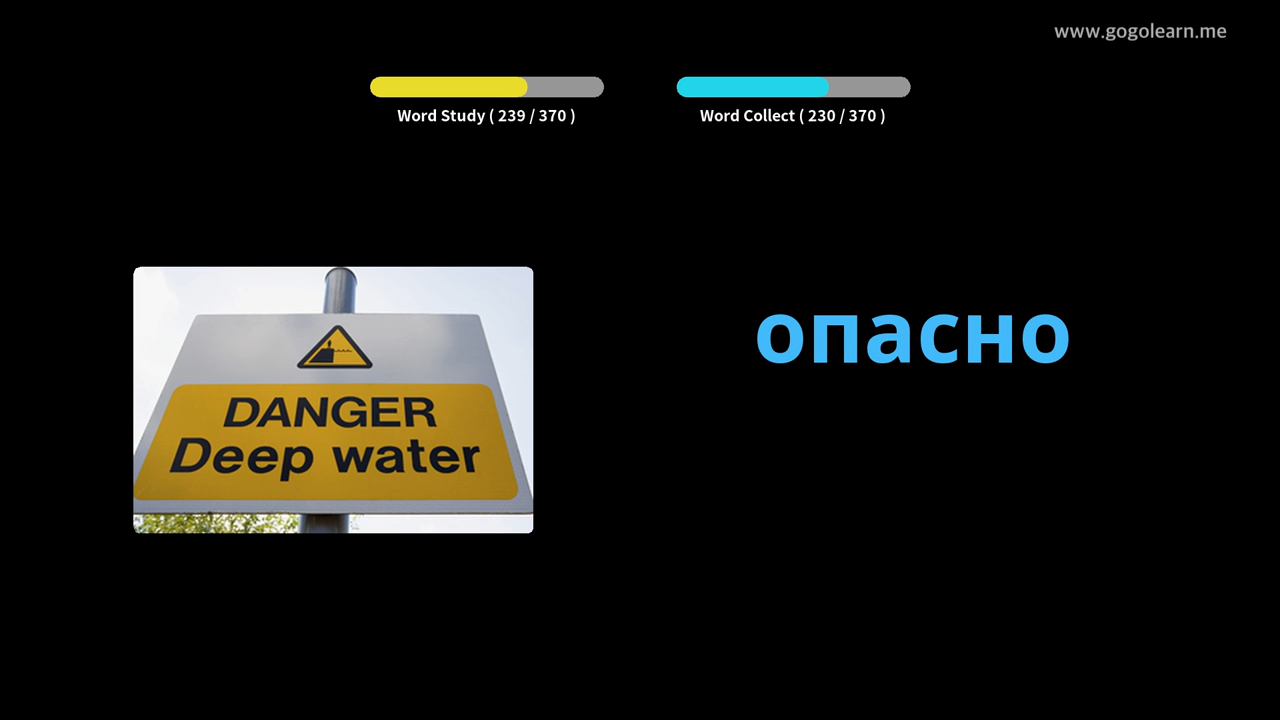 www.gogolearn.me
Word Study ( 239 / 370 )
Word Collect ( 230 / 370 )
опасно
DANGER
Deep water